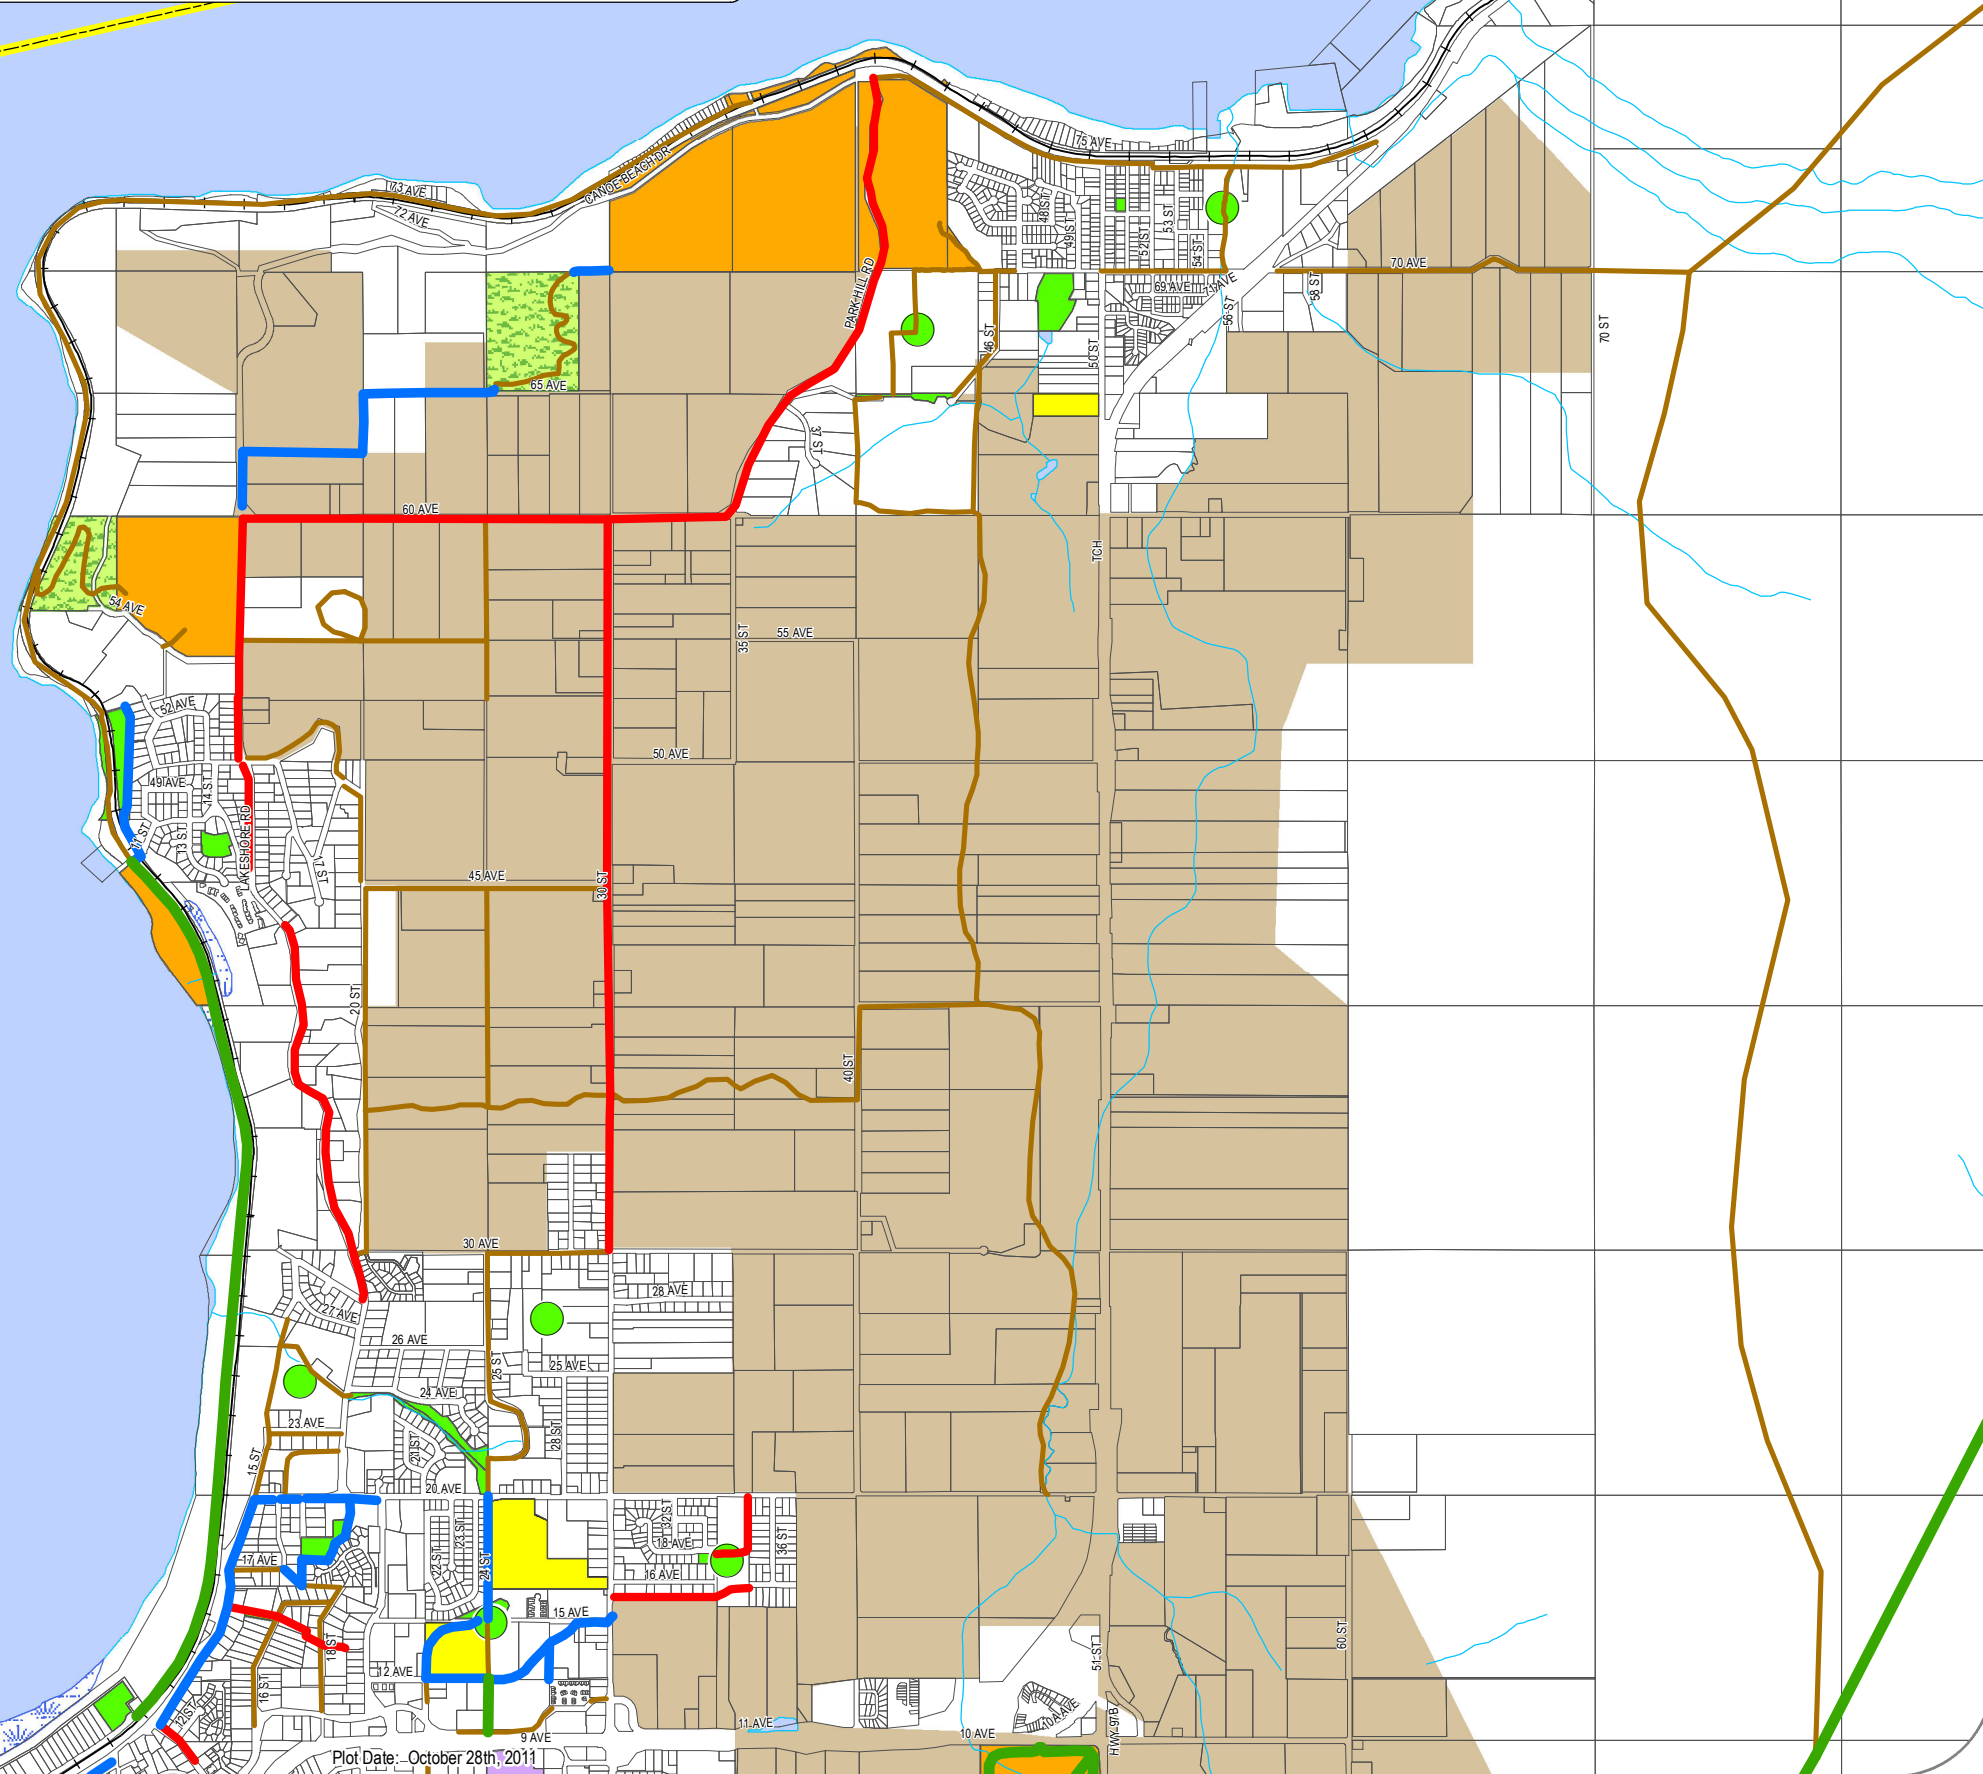 75 AVE
CANOE BEACH DR
73 AVE
72 AVE
48 ST
49 ST
52 ST
53 ST
54 ST
PARK HILL RD
70 AVE
69 AVE
71 AVE
58 ST
56 ST
70 ST
46 ST
50 ST
65 AVE
37 ST
60 AVE
TCH
54 AVE
35 ST
55 AVE
52 AVE
50 AVE
49 AVE
14 ST
11 ST
13 ST
LAKESHORE RD
17 ST
45 AVE
30 ST
20 ST
40 ST
30 AVE
28 AVE
27 AVE
26 AVE
25 ST
25 AVE
24 AVE
23 AVE
21 ST
28 ST
15 ST
20 AVE
32 ST
18 AVE
36 ST
23 ST
22 ST
24 ST
17 AVE
16 AVE
15 AVE
18 ST
60 ST
51 ST
12 AVE
16 ST
12 ST
10A AVE
11 AVE
10 AVE
HWY 97B
9 AVE
Plot Date: October 28th, 2011